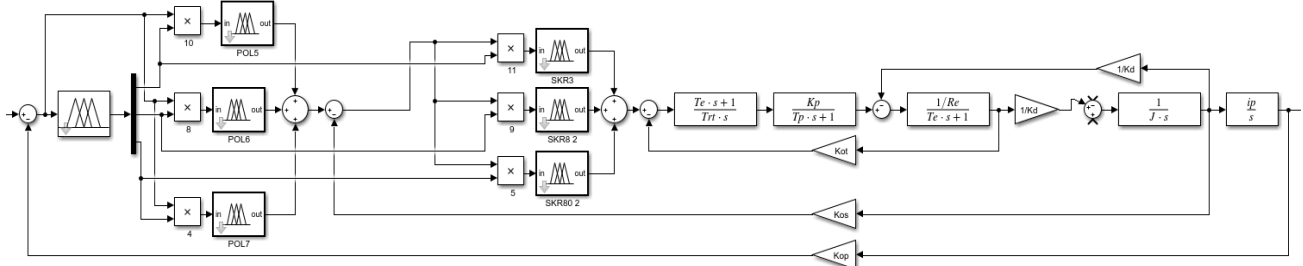 10
in out
POL5
8
in out
POL6
4
in out
POL7
11
in out
SKR3
9
in out
SKR8 2
5
in out
SKR80 2
Te · s + 1
Trt · s
Kp
Tp · s + 1
1/Re
Te · s + 1
1/Kd
1/Kd
1
J · s
ip
s
Kot
Kos
Kop